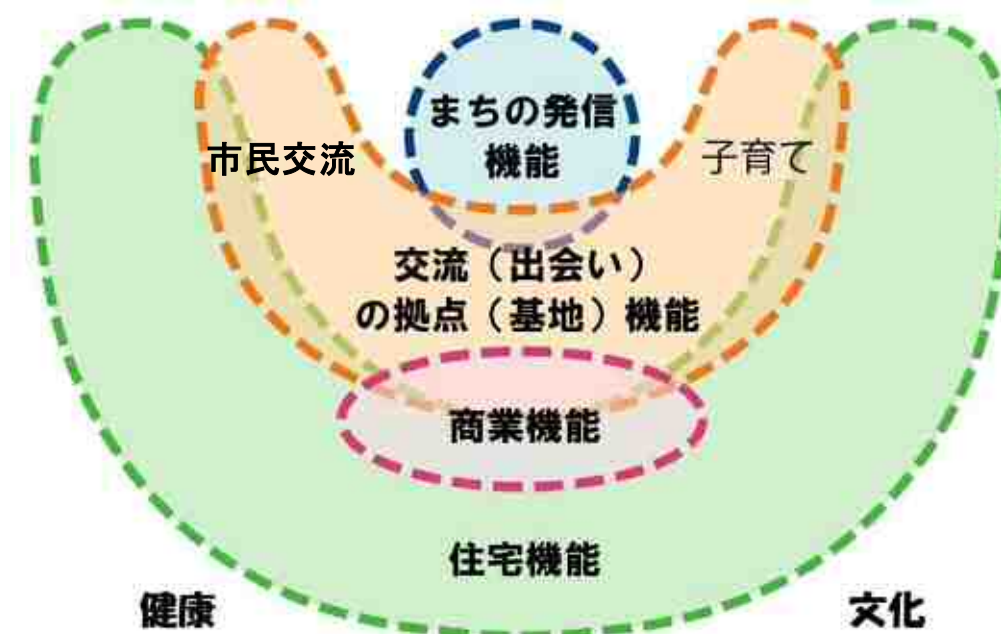 まちの発信
機能
市民交流
子育て
交流（出会い）
の拠点（基地）機能
商業機能
住宅機能
健康
文化